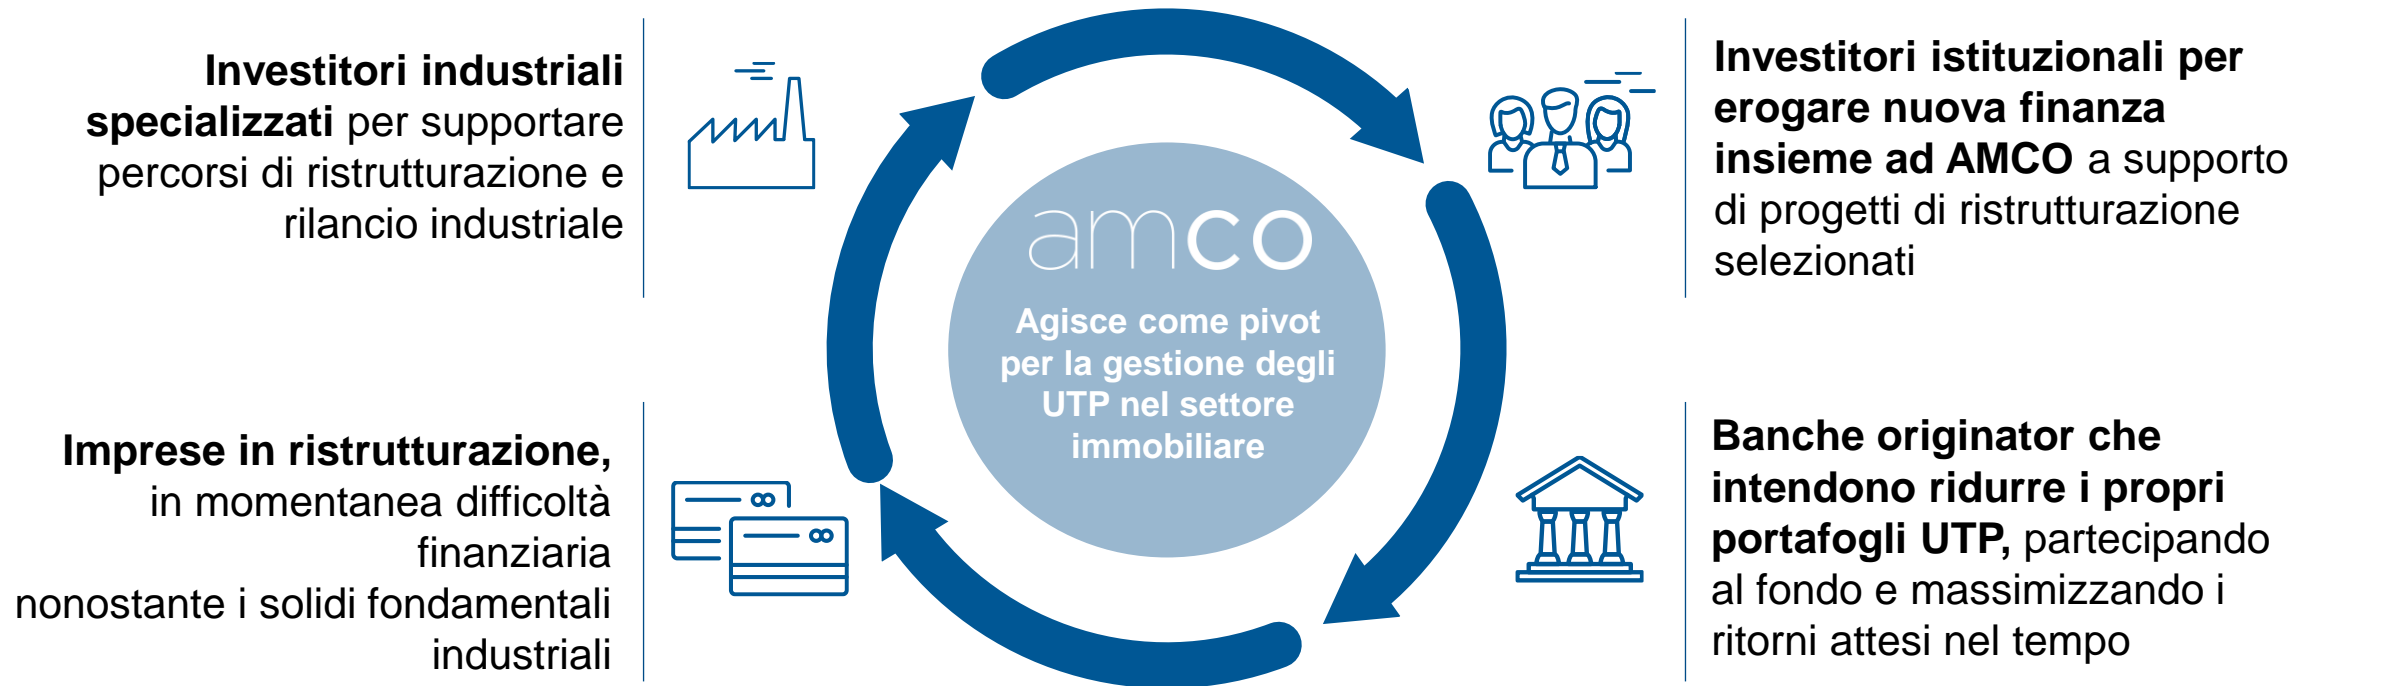 Investitori industriali
specializzati per supportare
percorsi di ristrutturazione e
rilancio industriale
Investitori istituzionali per
erogare nuova finanza
insieme ad AMCO a supporto
di progetti di ristrutturazione
selezionati
amco
Agisce come pivot
per la gestione degli
UTP nel settore
immobiliare
Imprese in ristrutturazione,
in momentanea difficoltà
finanziaria
nonostante i solidi fondamentali
industriali
Banche originator che
intendono ridurre i propri
portafogli UTP, partecipando
al fondo e massimizzando i
ritorni attesi nel tempo